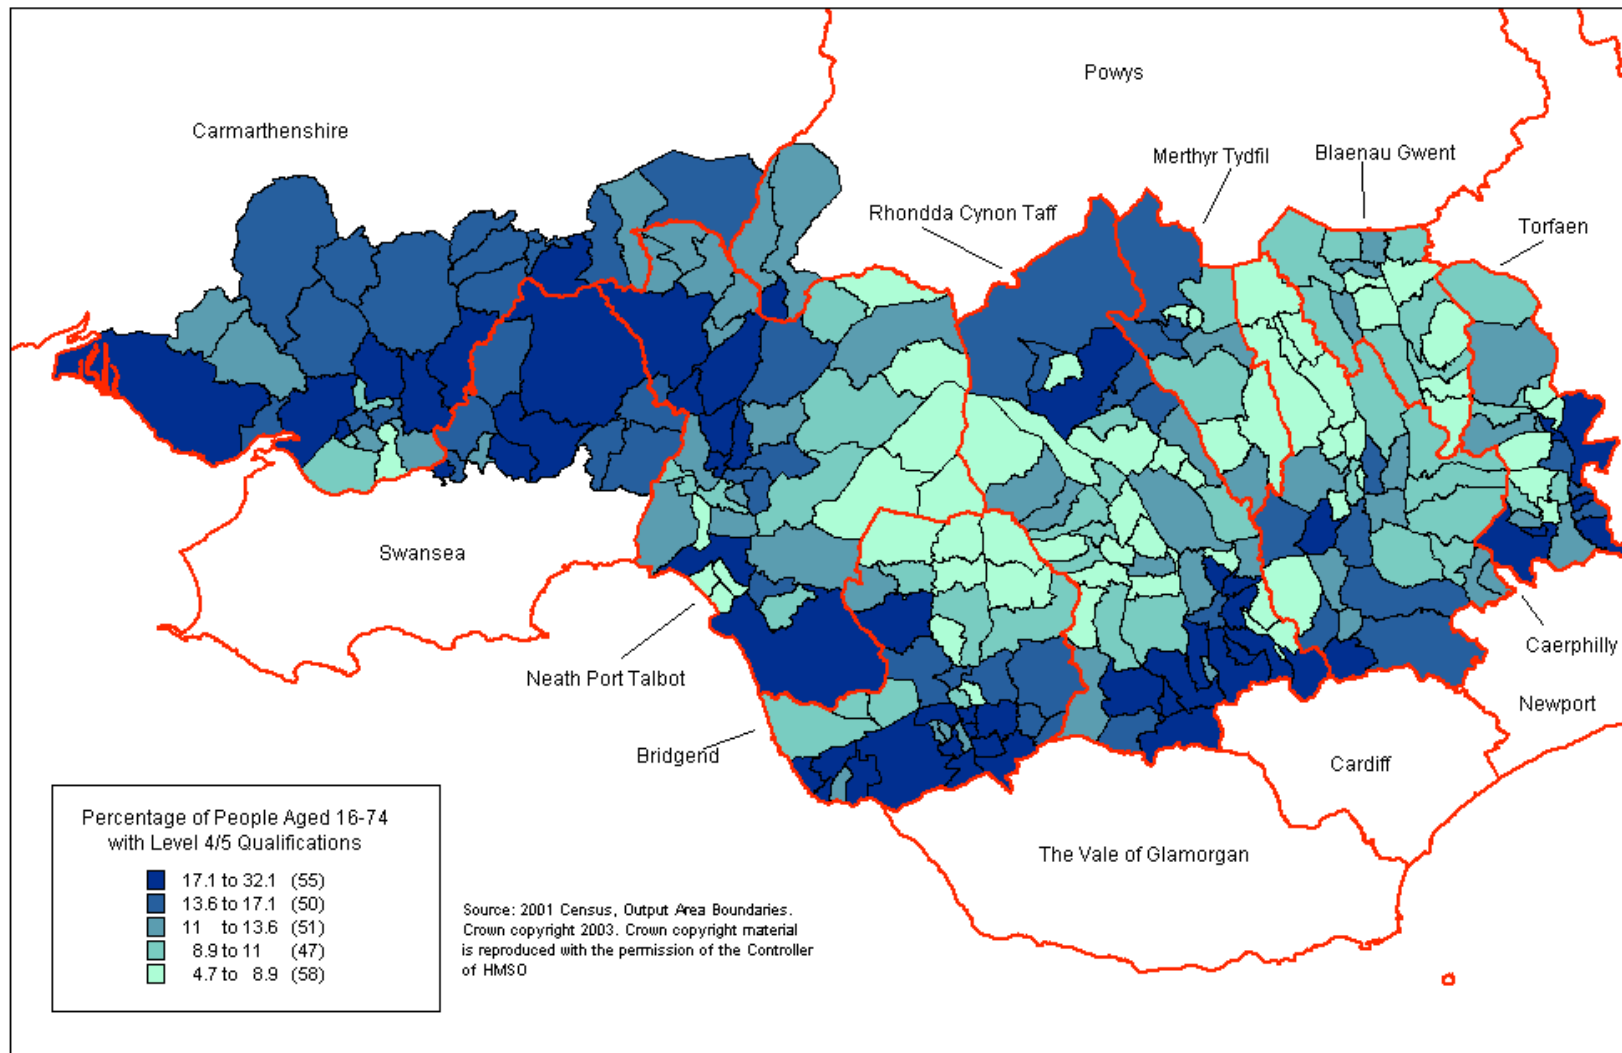 Powys
Carmarthenshire
Merthyr Tydfil
Blaenau Gwent
Rhondda Cynon Taff
Torfaen
Swansea
Neath Port Talbot
Caerphilly
Newport
Bridgend
Cardiff
The Vale of Glamorgan
Percentage of People Aged 16-74
with Level 4/5 Qualifications
17.1 to 32.1 (55)
13.6 to 17.1 (50)
11 to 13.6 (51)
8.9 to 11 (47)
4.7 to 8.9 (58)
Source: 2001 Census, Output Area Boundaries.
Crown copyright 2003. Crown copyright material
is reproduced with the permission of the Controller
of HMSO